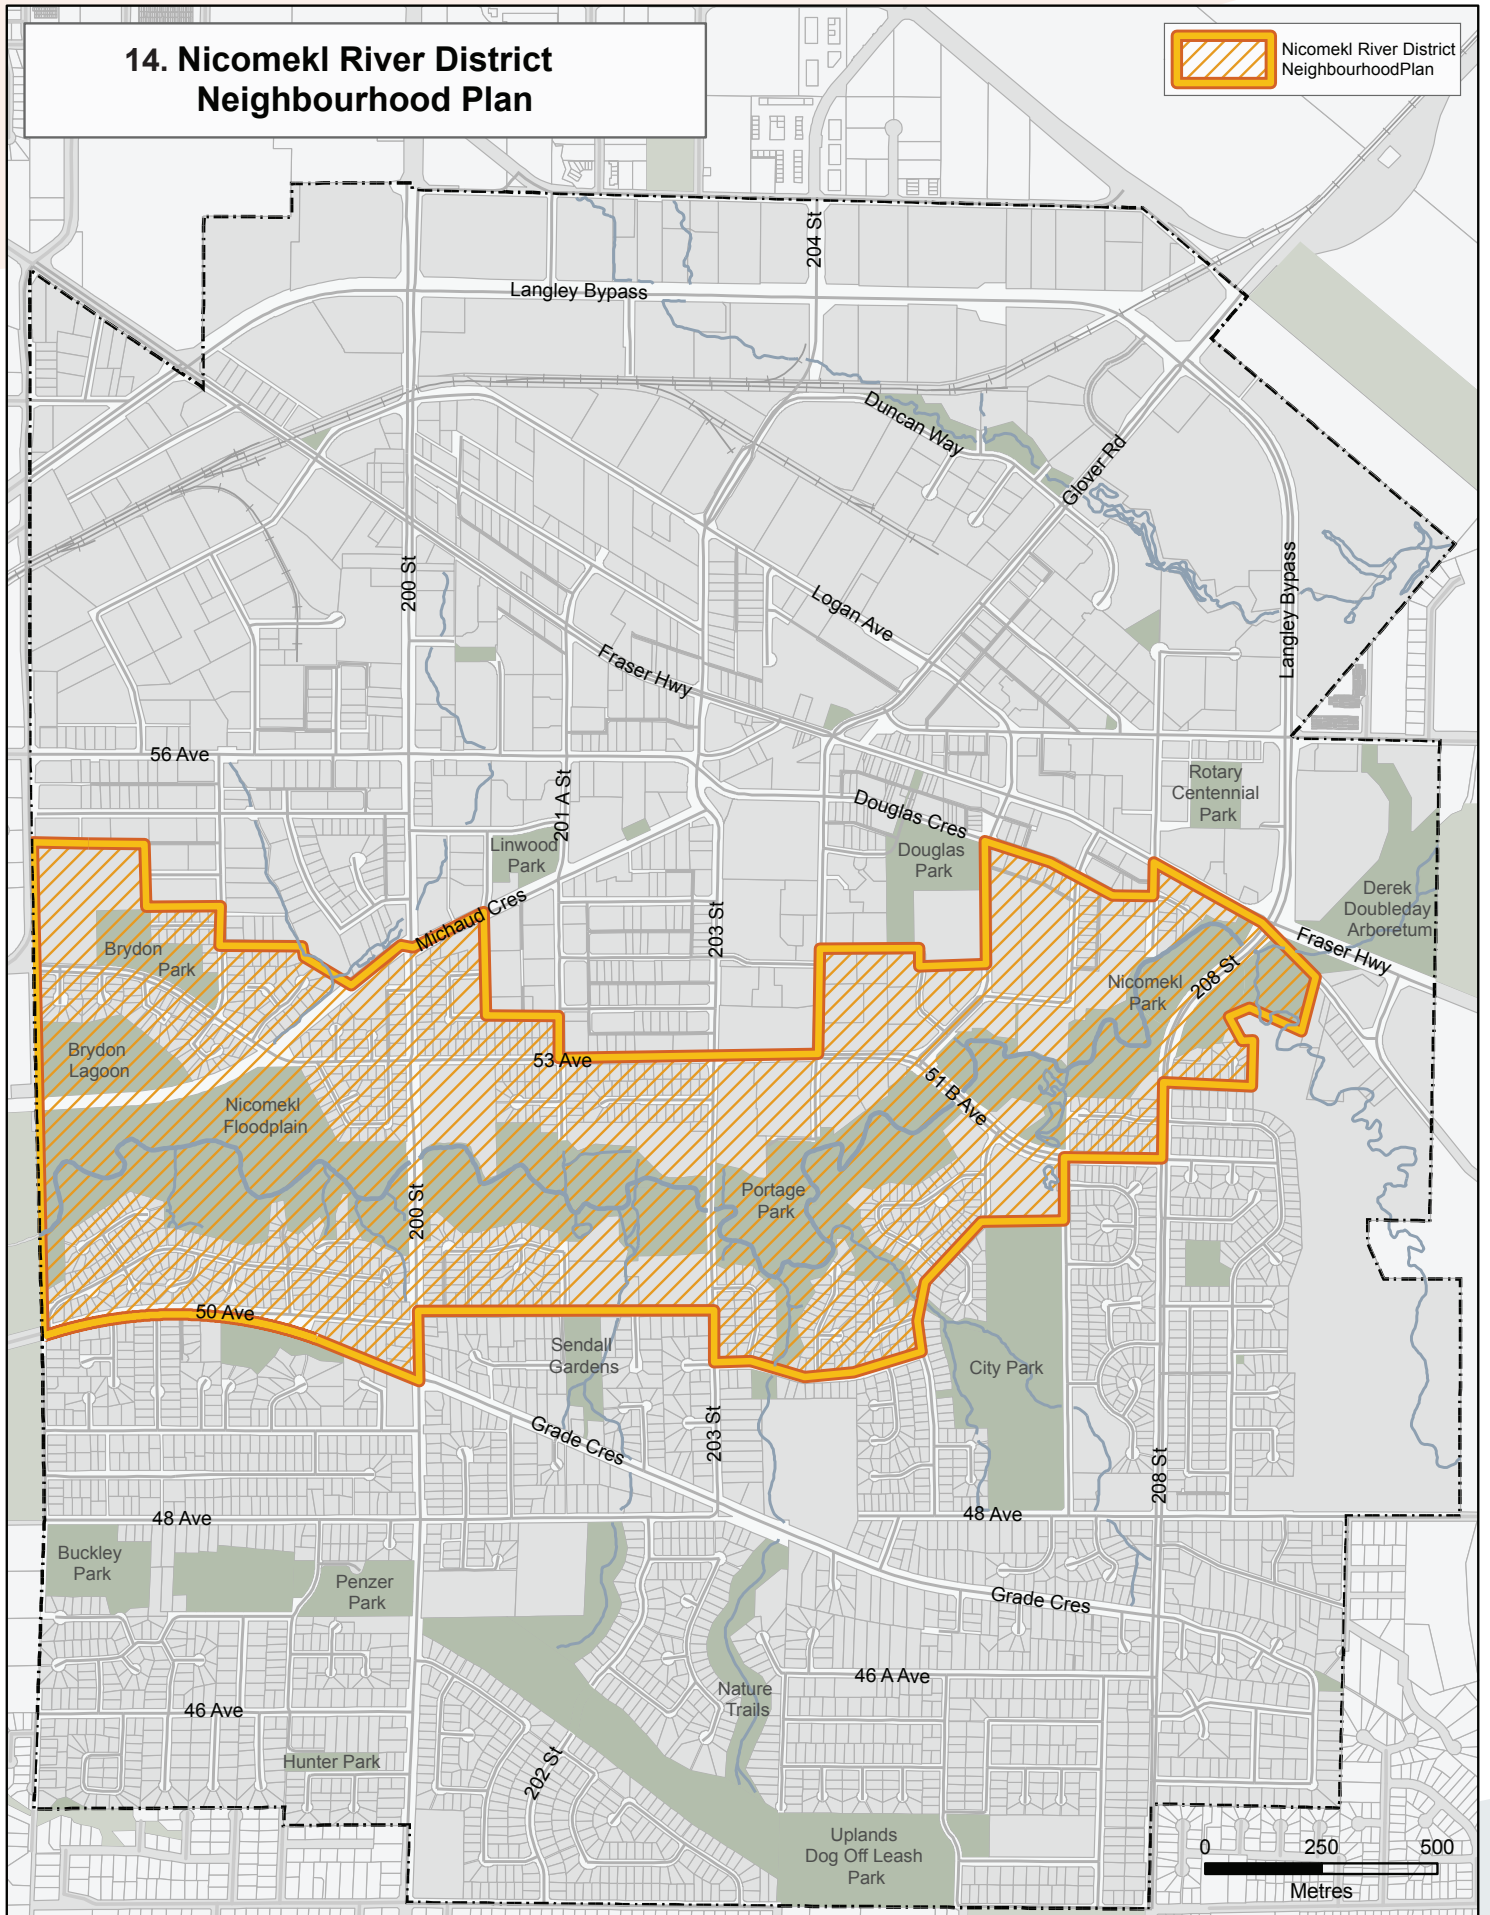 14. Nicomekl River District
Neighbourhood Plan
Nicomekl River District
NeighbourhoodPlan
204 St
Langley Bypass
Duncan Way
Glover Rd
200 St
Logan Ave
Langley Bypass
Fraser Hwy
56 Ave
201 A St
Rotary
Centennial
Park
Douglas Cres
Linwood
Park
Douglas
Park
Derek
Doubleday
Arboretum
Michaud Cres
203 St
Fraser Hwy
Brydon
Park
208 St
Nicomekl
Park
Brydon
Lagoon
53 Ave
51 B Ave
Nicomekl
Floodplain
200 St
Portage
Park
50 Ave
Sendall
Gardens
City Park
Grade Cres
203 St
208 St
48 Ave
48 Ave
Buckley
Park
Penzer
Park
Grade Cres
46 A Ave
Nature
Trails
46 Ave
Hunter Park
202 St
Uplands
Dog Off Leash
Park
0 250 500
Metres